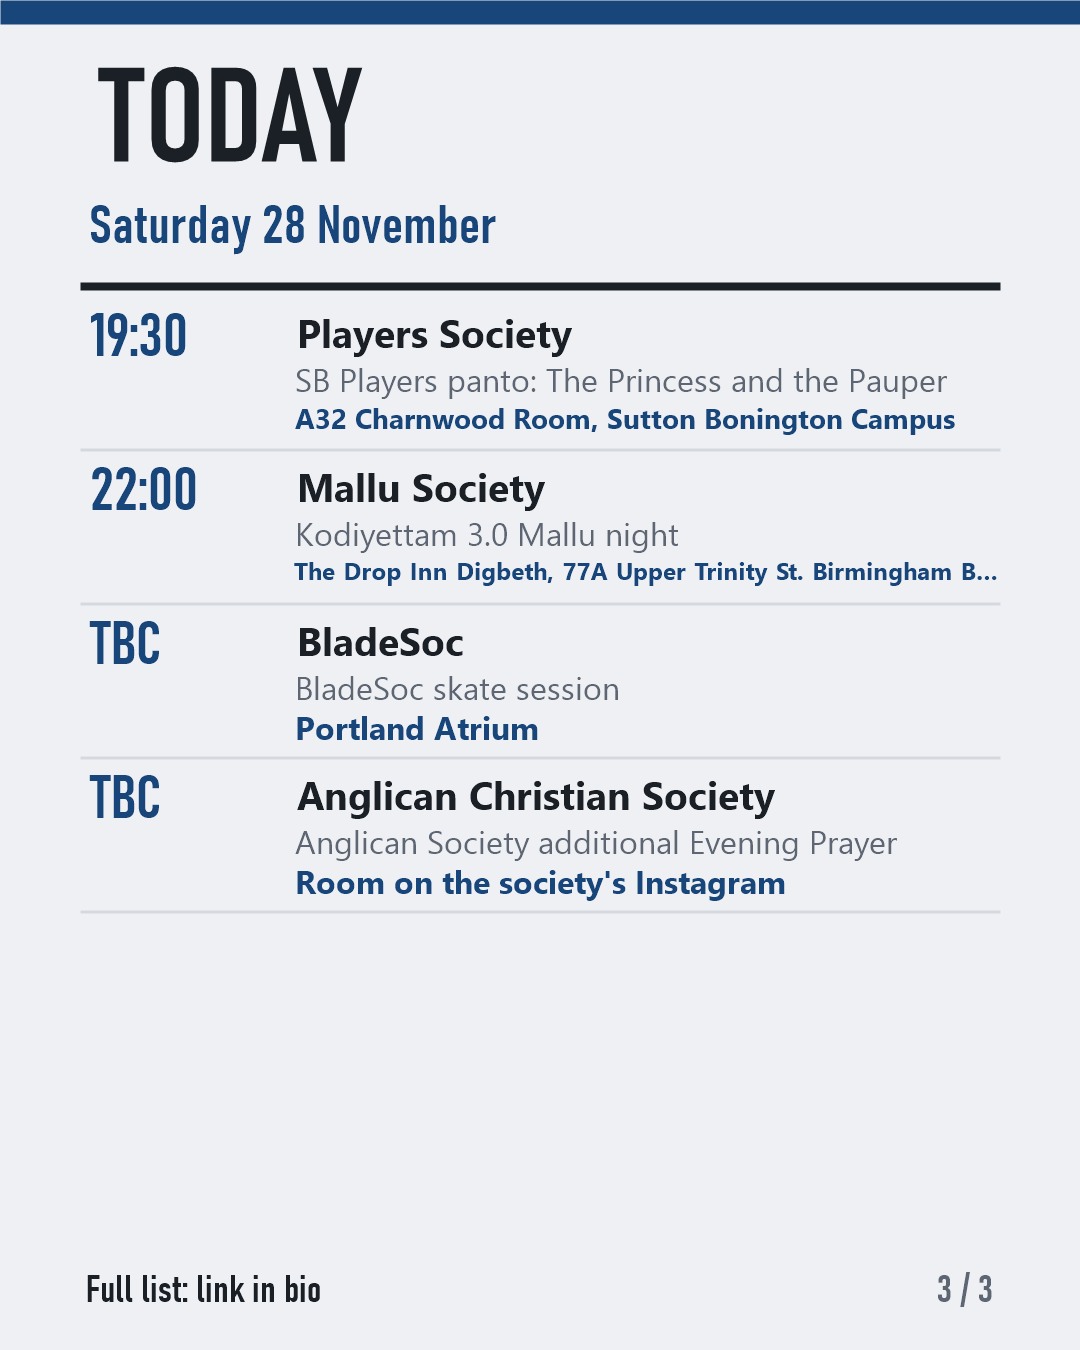 TODAY
Saturday 28 November
19:30
Players Society
SB Players panto: The Princess and the Pauper
A32 Charnwood Room, Sutton Bonington Campus
22:00
Mallu Society
Kodiyettam 3.0 Mallu night
The Drop Inn Digbeth, 77A Upper Trinity St. Birmingham B...
TBC
BladeSoc
BladeSoc skate session
Portland Atrium
TBC
Anglican Christian Society
Anglican Society additional Evening Prayer
Room on the society's Instagram
Full list: link in bio
3 / 3